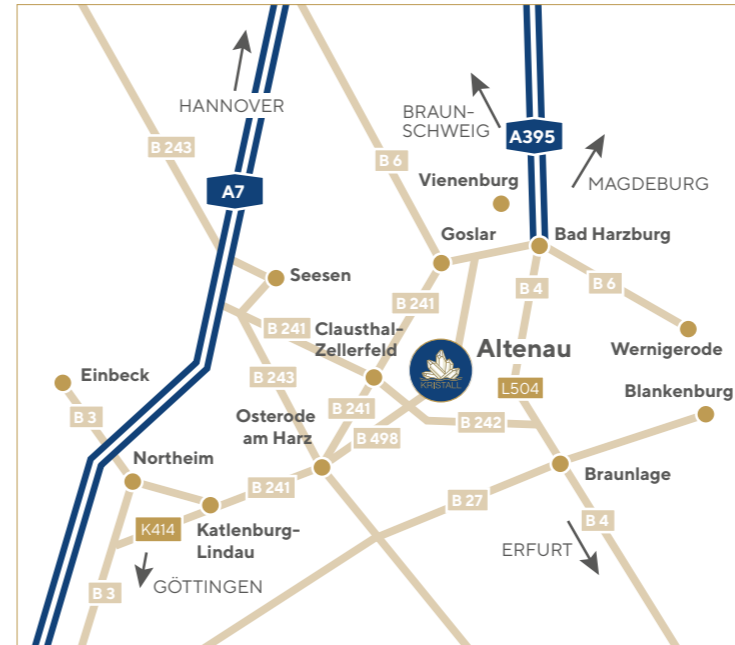 HANNOVER
BRAUN-
SCHWEIG
A395
B 243
B 6
A7
Vienenburg
MAGDEBURG
Goslar
Bad Harzburg
Seesen
B 4
B 6
B 241
B 241
Clausthal-
Zellerfeld
Altenau
Wernigerode
KRISTALL
Einbeck
B 243
L504
Blankenburg
B 3
B 241
Osterode
am Harz
B 242
B 498
Northeim
B 241
Braunlage
B 27
K414
Katlenburg-
Lindau
B 4
ERFURT
GÖTTINGEN
B 3